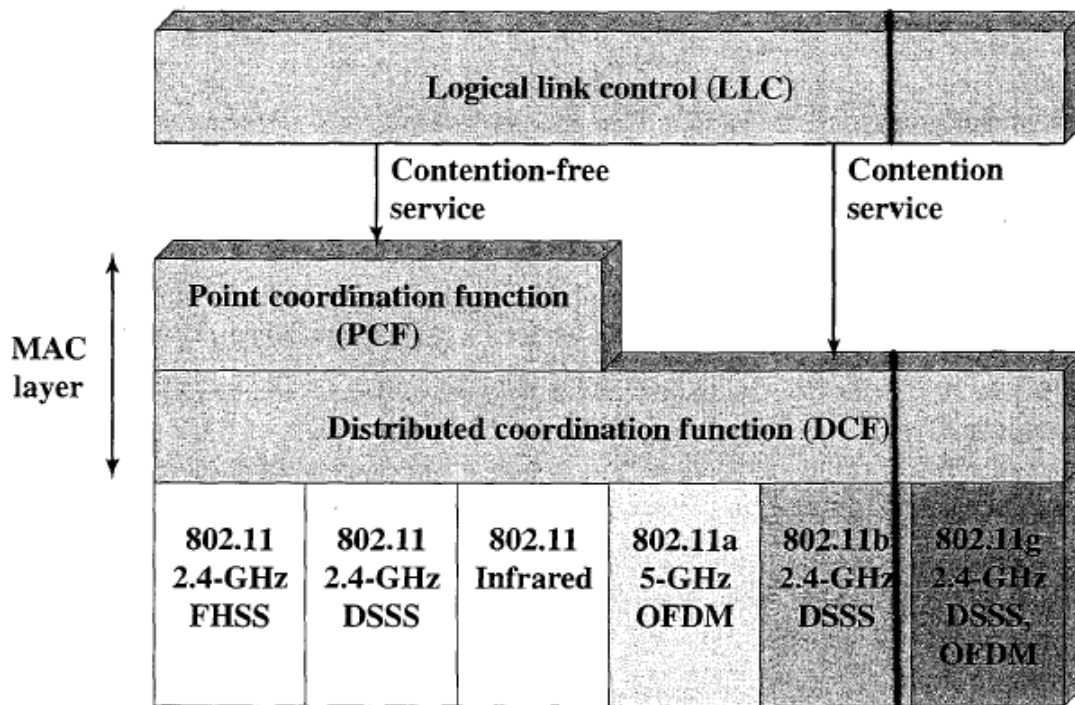 Logical link control (LLC)
Contention-free
service
Contention
service
Point coordination function
(PCF)
MAC
layer
Distributed coordination function (DCF)
802.11
2.4-GHz
FHSS
802.11
2.4-GHz
DSSS
802.11
Infrared
802.11a
5-GHz
OFDM
802.11b
2.4-GHz
DSSS
802.11g
2.4-GHz
DSSS,
OFDM